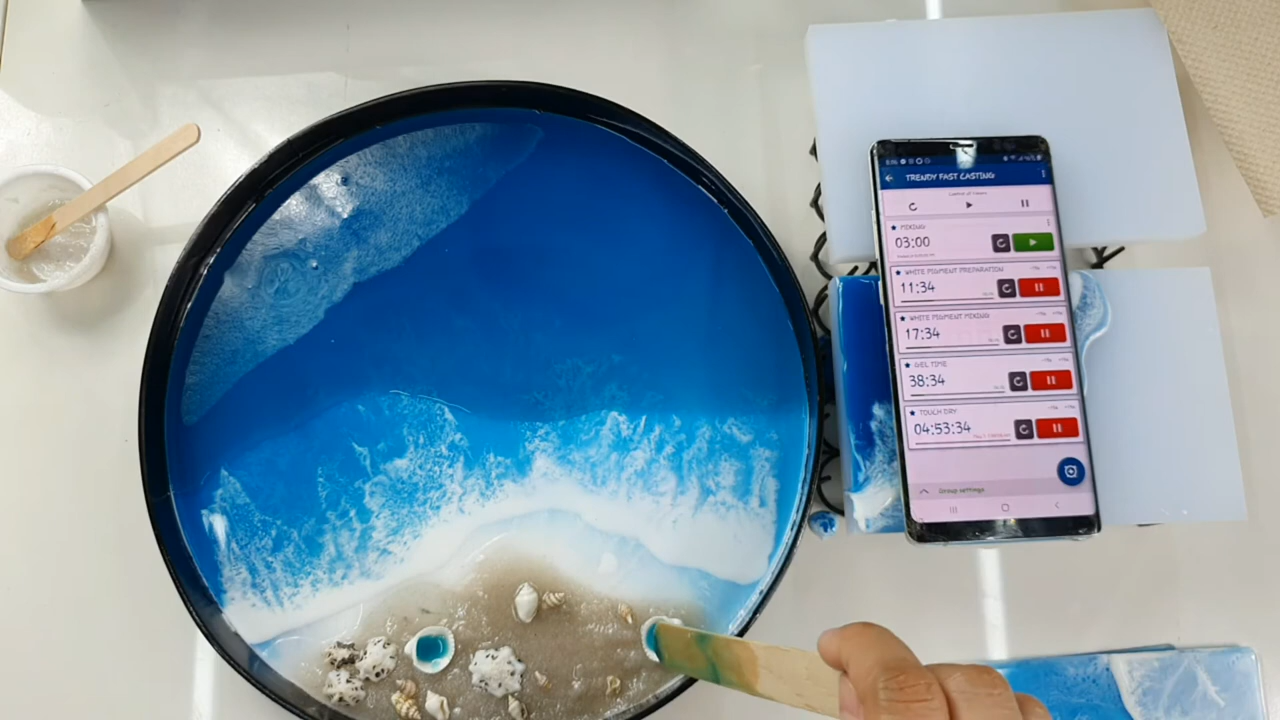 TRENDY FAST CASTING
MIXING
03:00
WHITE PIGMENT PREPARATION
11:34
WHITE PIGMENT MIXING
17:34
GEL TIME
38:34
TOUCH DRY
04:53:34
Group settings